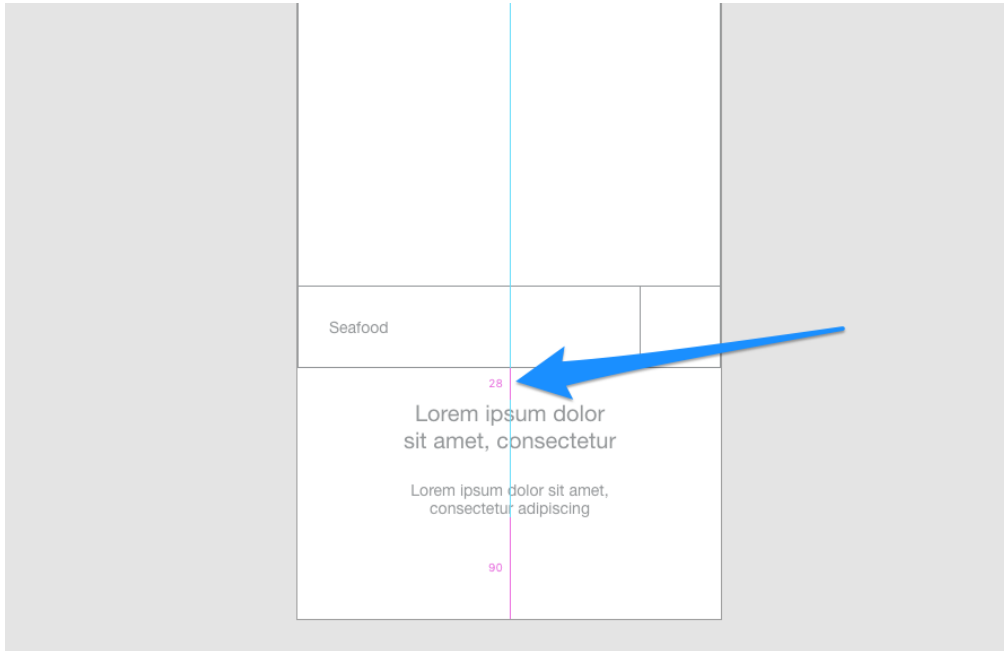 Seafood
28
Lorem ipsum dolor
sit amet, consectetur
Lorem ipsum dolor sit amet,
consectetur adipiscing
90